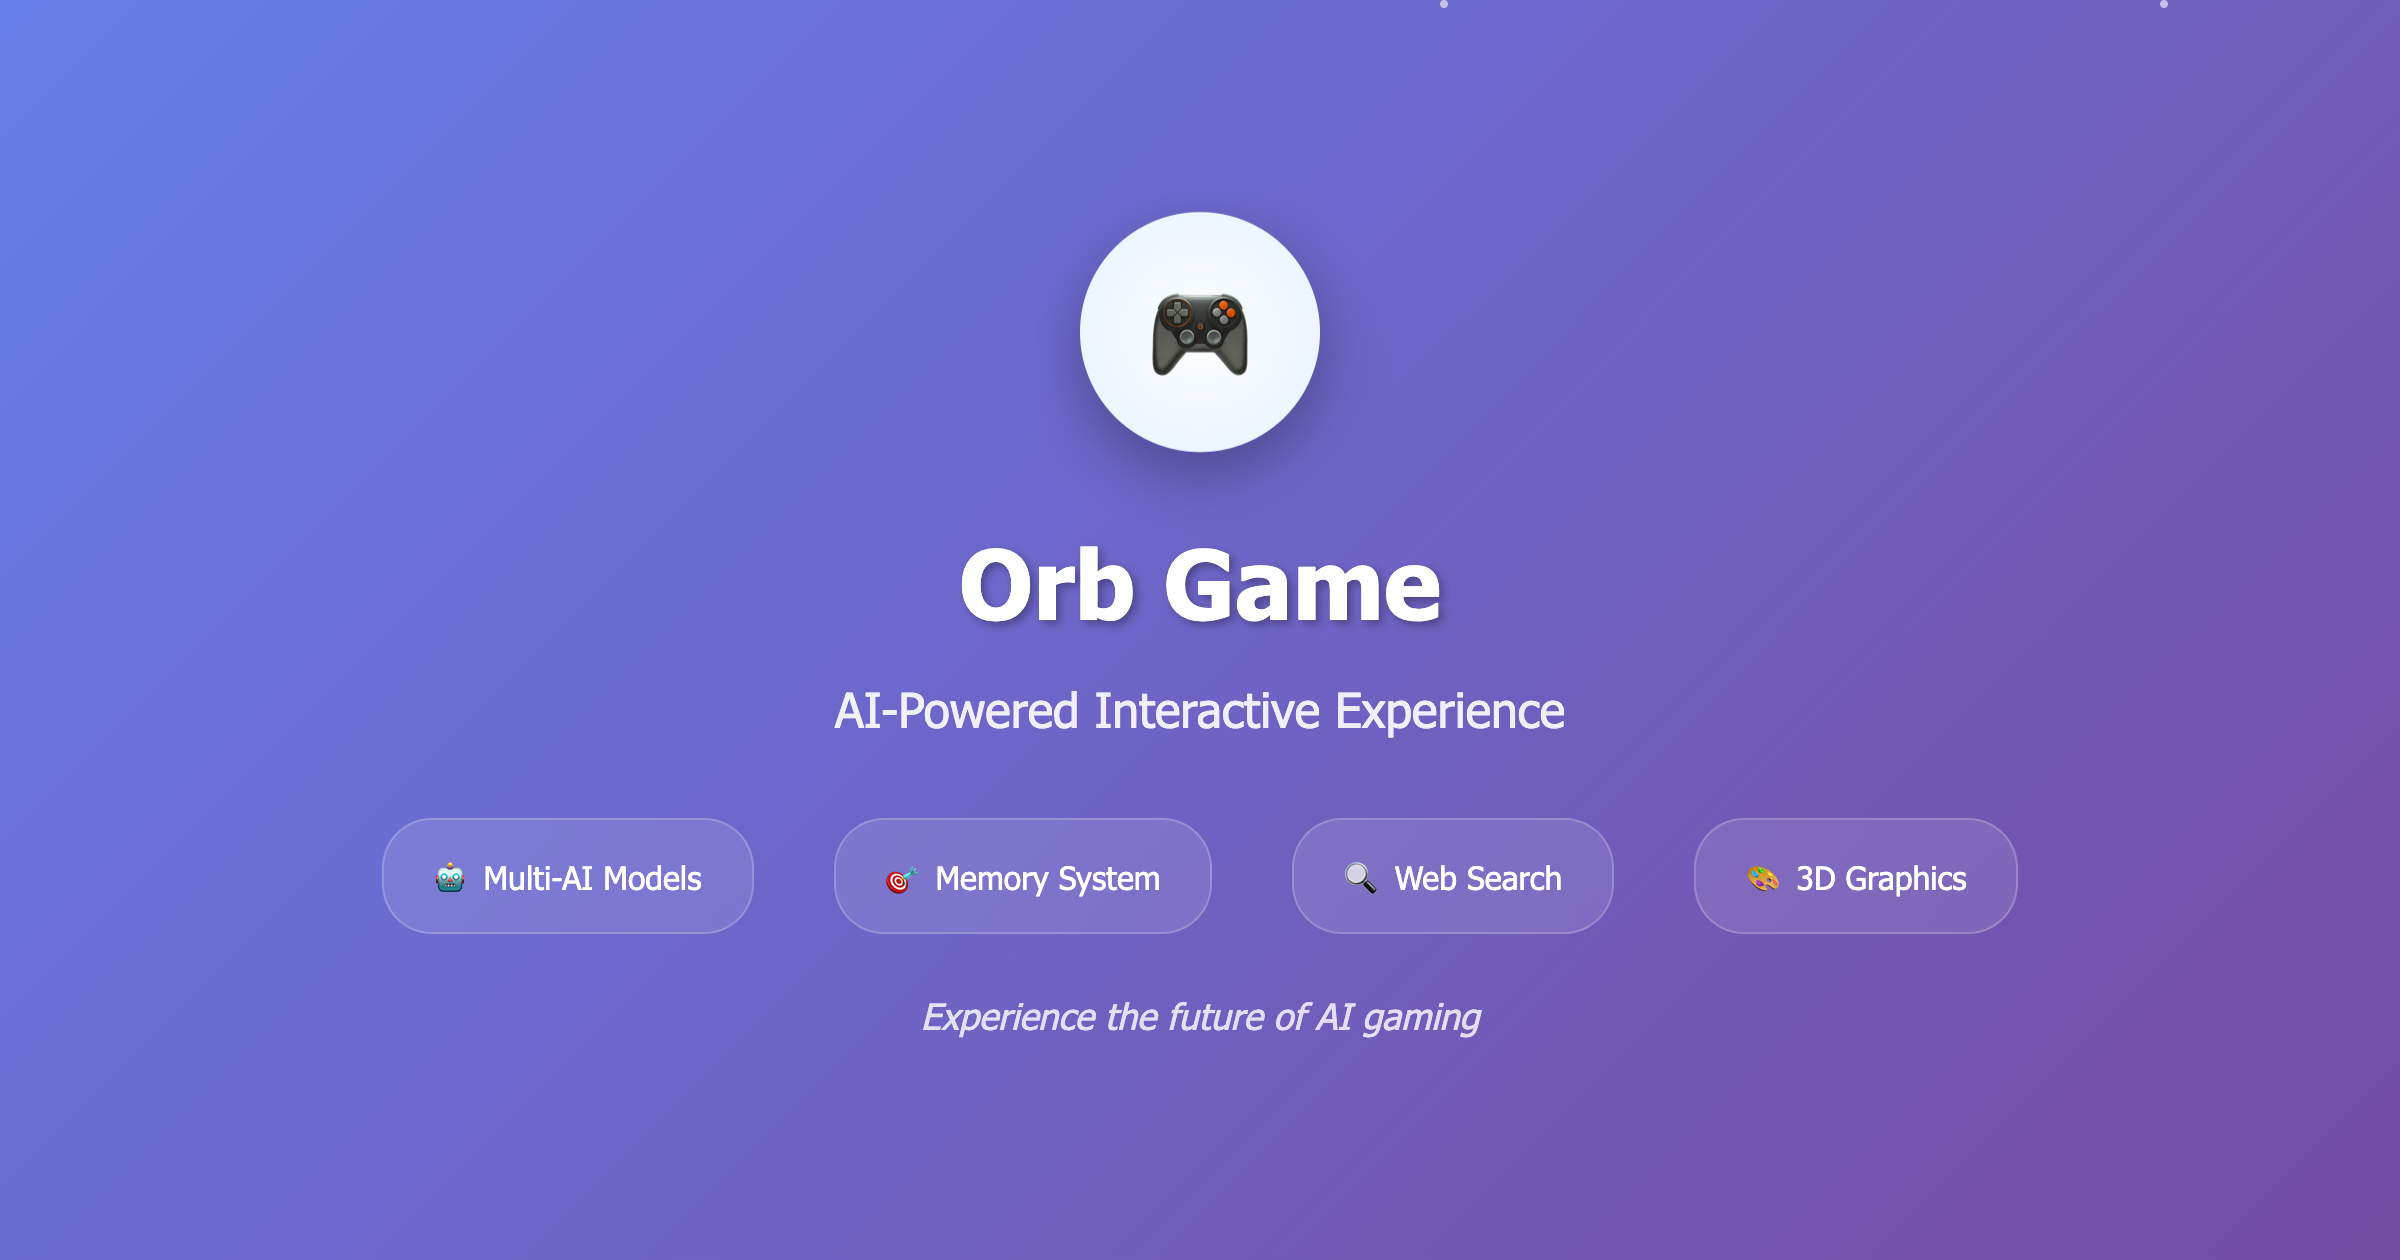 Orb Game
AI-Powered Interactive Experience
Multi-AI Models
Memory System
Web Search
3D Graphics
Experience the future of AI gaming